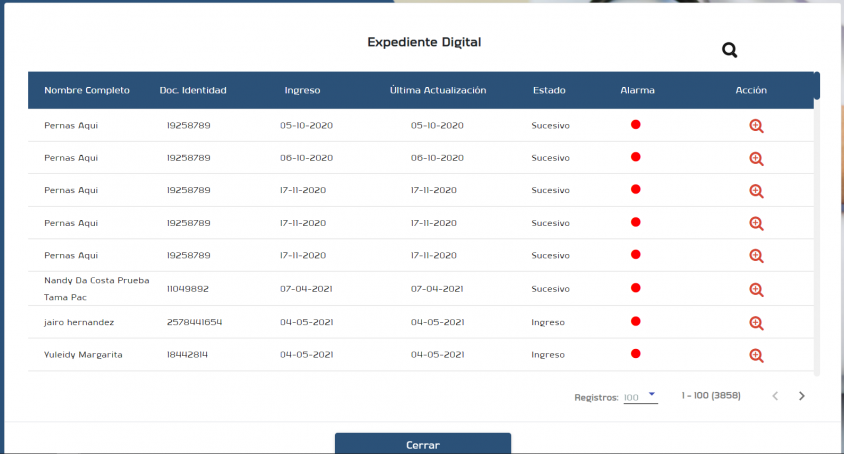 Expediente Digital
Nombre Completo Doc. Identidad Ingreso Última Actualización Estado Alarma Acción
Pernas Aqui 19258789 05-10-2020 05-10-2020 Sucesivo
Pernas Aqui 19258789 06-10-2020 06-10-2020 Sucesivo
Pernas Aqui 19258789 17-11-2020 17-11-2020 Sucesivo
Pernas Aqui 19258789 17-11-2020 17-11-2020 Sucesivo
Pernas Aqui 19258789 17-11-2020 17-11-2020 Sucesivo
Nandy Da Costa Prueba
Tama Pac 11049892 07-04-2021 07-04-2021 Sucesivo
jairo hernandez 2578441654 04-05-2021 04-05-2021 Ingreso
Yuleidy Margarita 18442814 04-05-2021 04-05-2021 Ingreso
Registros: 100 1 - 100 (3858)
Cerrar